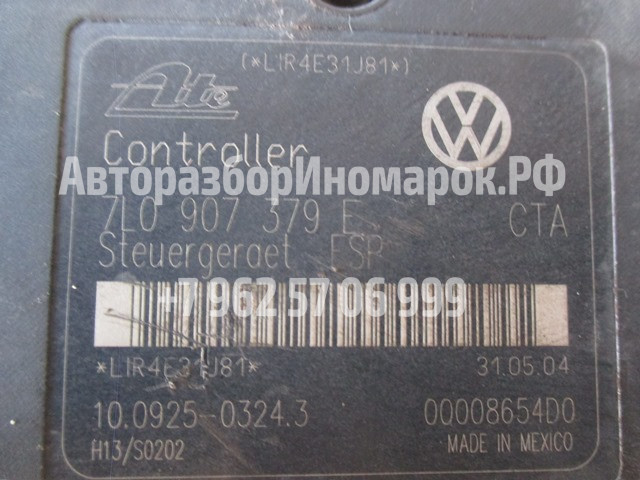 (*L1R4E31J81*)
Ate
Controller
АвторазборИномарок.РФ
7L0 907 379 E CTA
Steuergeraet ESP
+7 962 57 06 999
*L1R4E31J81* 31.05.04
10.0925-0324.3 00008654D0
H13/S0202 MADE IN MEXICO